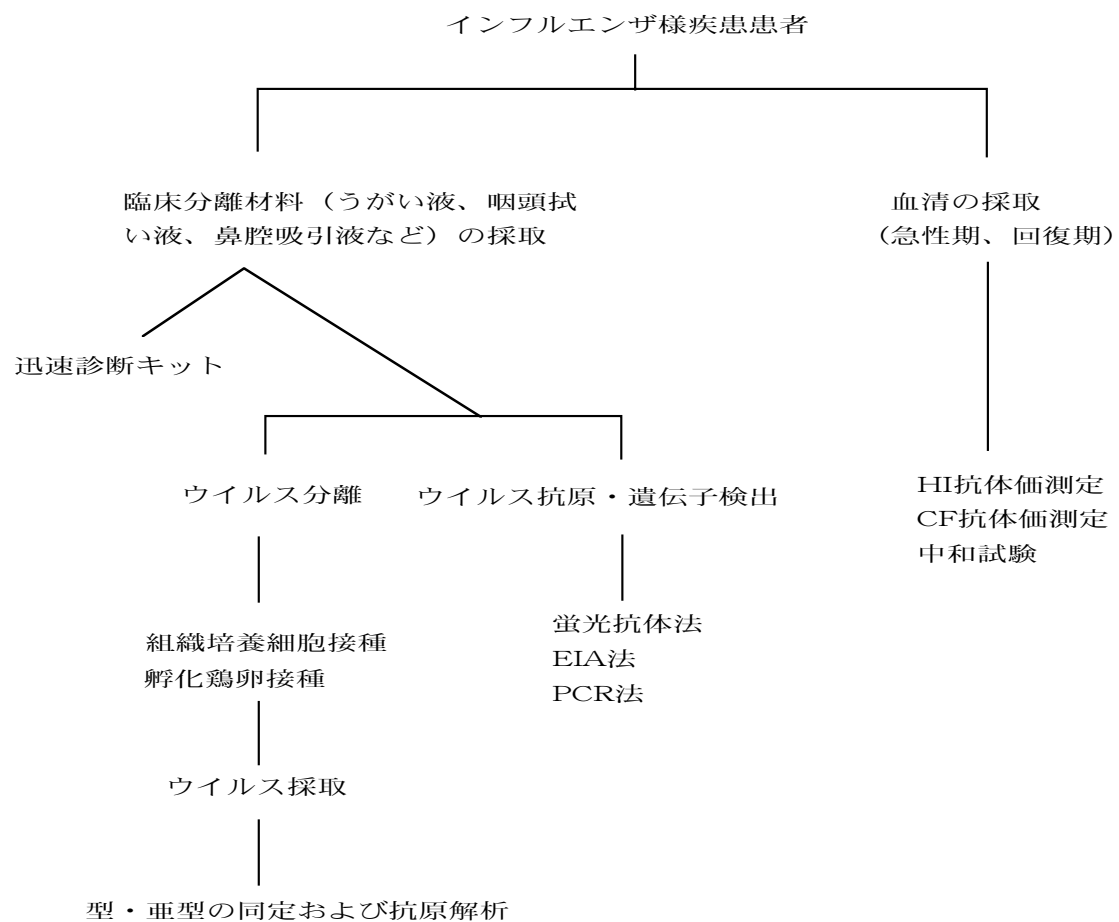 インフルエンザ様疾患患者
臨床分離材料（うがい液、咽頭拭
い液、鼻腔吸引液など）の採取
血清の採取
（急性期、回復期）
迅速診断キット
ウイルス分離
ウイルス抗原・遺伝子検出
HI抗体価測定
CF抗体価測定
中和試験
組織培養細胞接種
孵化鶏卵接種
蛍光抗体法
EIA法
PCR法
ウイルス採取
型・亜型の同定および抗原解析